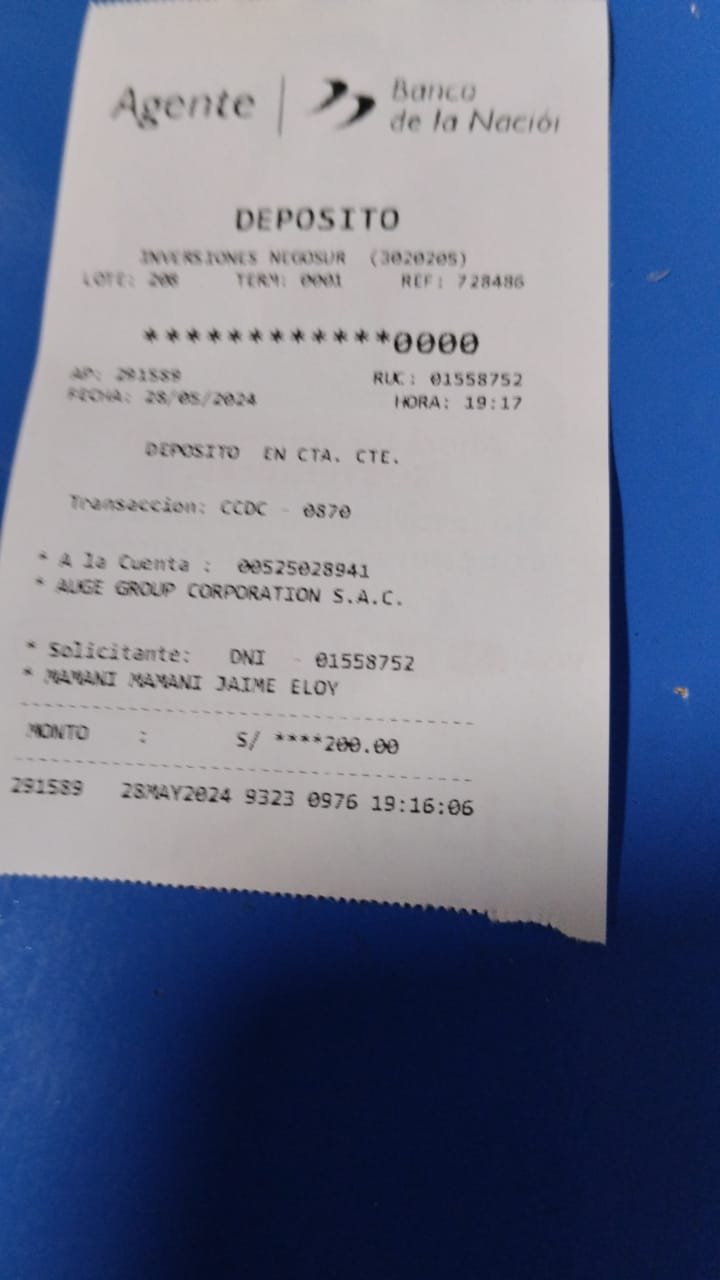 Agente | Banco
de la Nación
DEPOSITO
INVERSIONES NEGOSUR (3020205)
LOTE: 208 TERM: 0001 REF: 728486
************0000
AP: 291589 RUC: 01558752
FECHA: 28/05/2024 HORA: 19:17
DEPOSITO EN CTA. CTE.
Transaccion: CCDC - 0870
* A la Cuenta : 00525028941
* AUGE GROUP CORPORATION S.A.C.
* Solicitante: DNI - 01558752
* MAMANI MAMANI JAIME ELOY
MONTO : S/ ****200.00
291589 28MAY2024 9323 0976 19:16:06